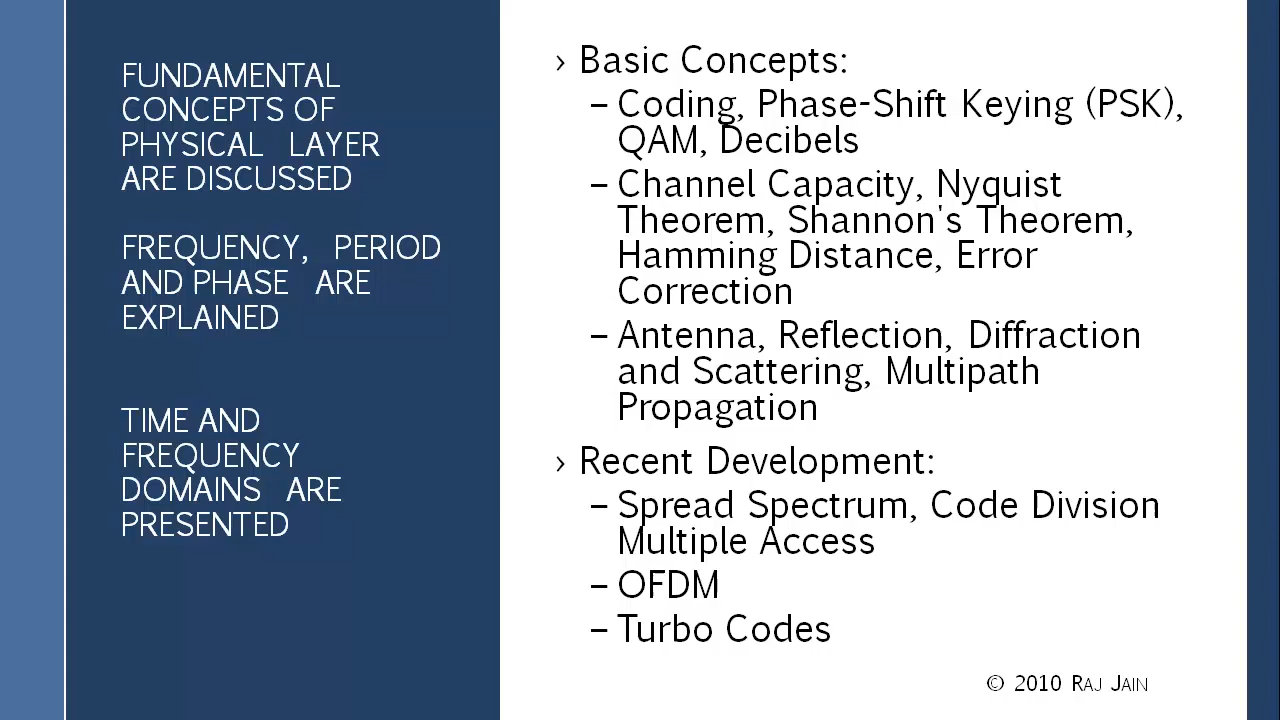 FUNDAMENTAL
CONCEPTS OF
PHYSICAL LAYER
ARE DISCUSSED
FREQUENCY, PERIOD
AND PHASE ARE
EXPLAINED
TIME AND
FREQUENCY
DOMAINS ARE
PRESENTED
› Basic Concepts:
– Coding, Phase-Shift Keying (PSK),
QAM, Decibels
– Channel Capacity, Nyquist
Theorem, Shannon's Theorem,
Hamming Distance, Error
Correction
– Antenna, Reflection, Diffraction
and Scattering, Multipath
Propagation
› Recent Development:
– Spread Spectrum, Code Division
Multiple Access
– OFDM
– Turbo Codes
© 2010 RAJ JAIN